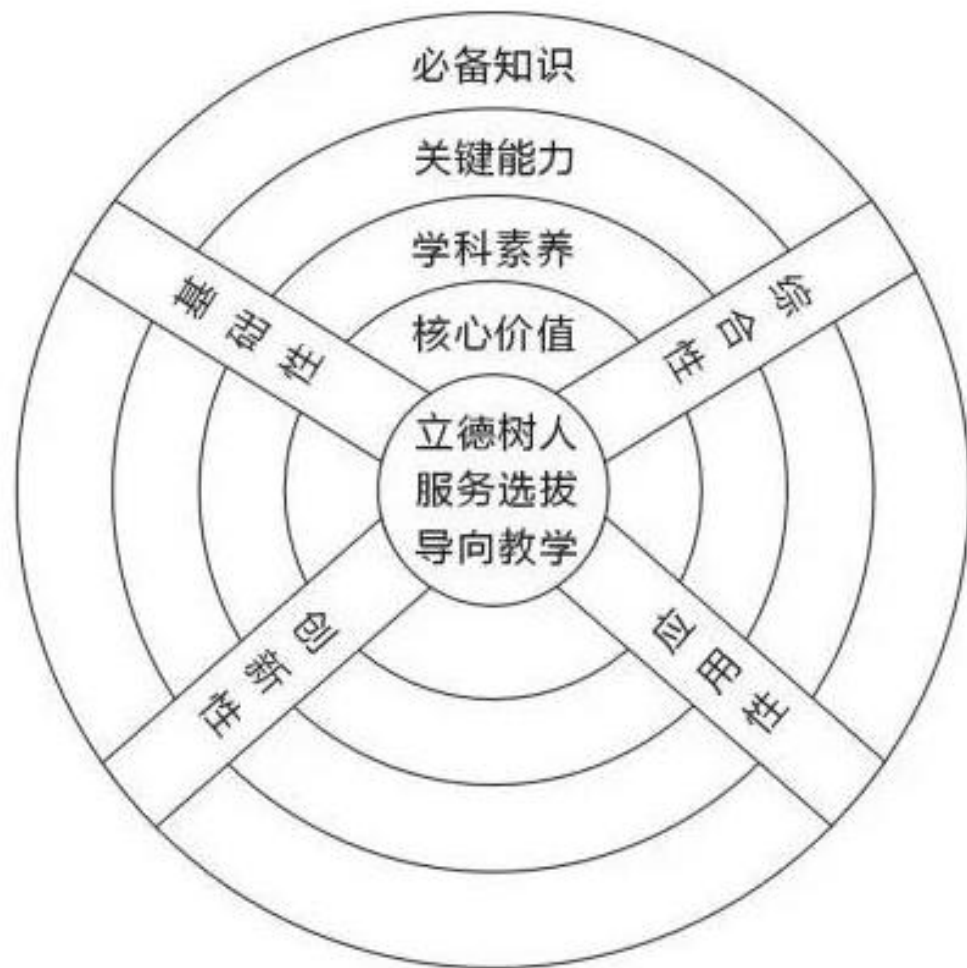 必备知识
关键能力
学科素养
核心价值
基础性
综合性
立德树人
服务选拔
导向教学
创新性
应用性